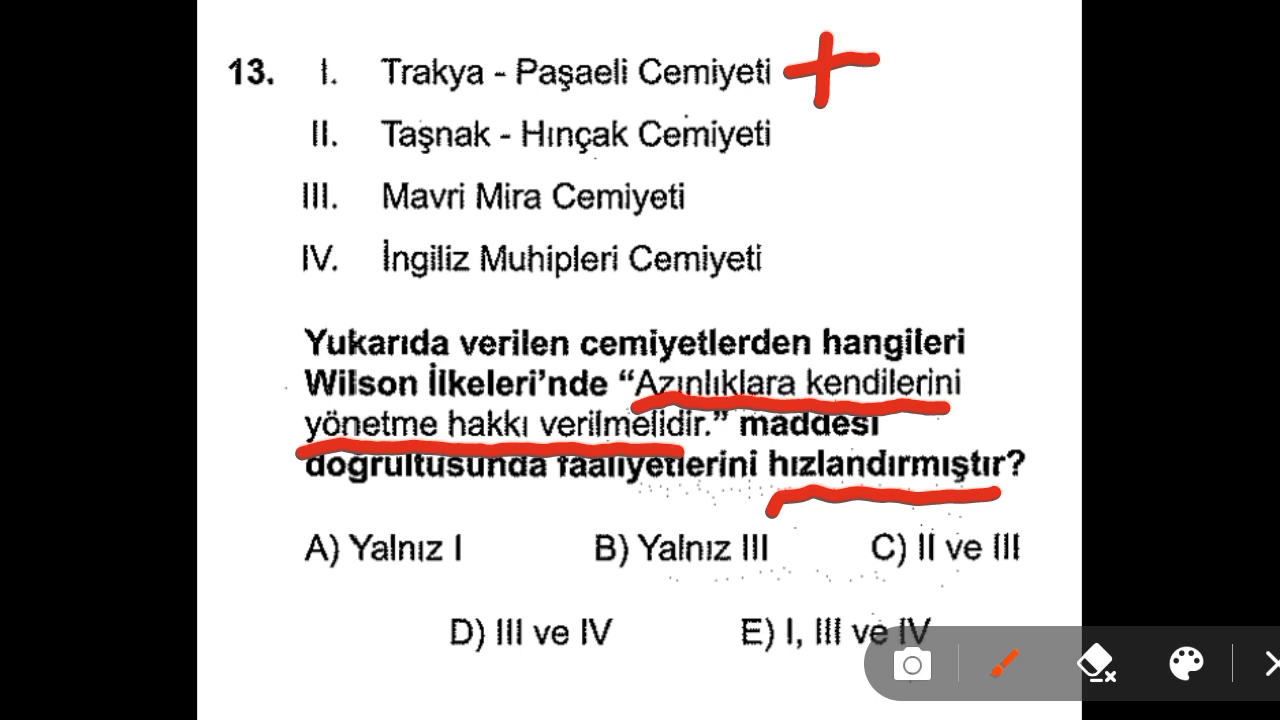 13. I. Trakya - Paşaeli Cemiyeti
II. Taşnak - Hınçak Cemiyeti
III. Mavri Mira Cemiyeti
IV. İngiliz Muhipleri Cemiyeti
Yukarıda verilen cemiyetlerden hangileri
Wilson İlkeleri'nde “Azınlıklara kendilerini
yönetme hakkı verilmelidir.” maddesi
doğrultusunda faaliyetlerini hızlandırmıştır?
A) Yalnız I B) Yalnız III C) II ve III
D) III ve IV E) I, III ve IV